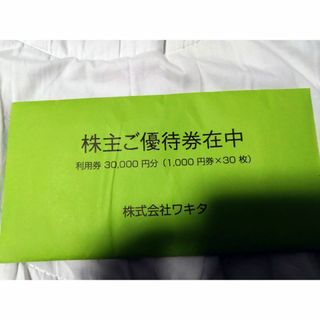 株主ご優待券在中
利用券 30,000 円分（1,000 円券×30 枚）
株式会社ワキタ